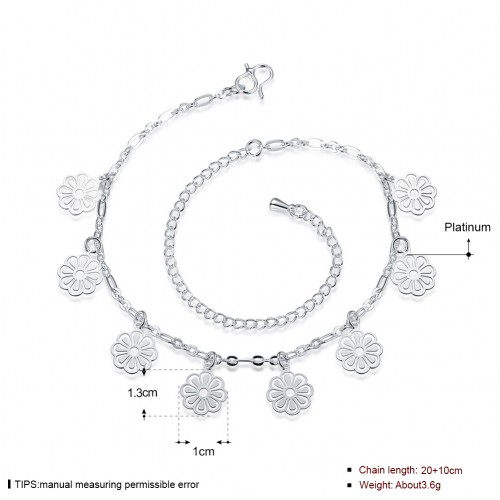 Platinum
1.3cm
1cm
Chain length: 20+10cm
Weight: About3.6g
TIPS:manual measuring permissible error